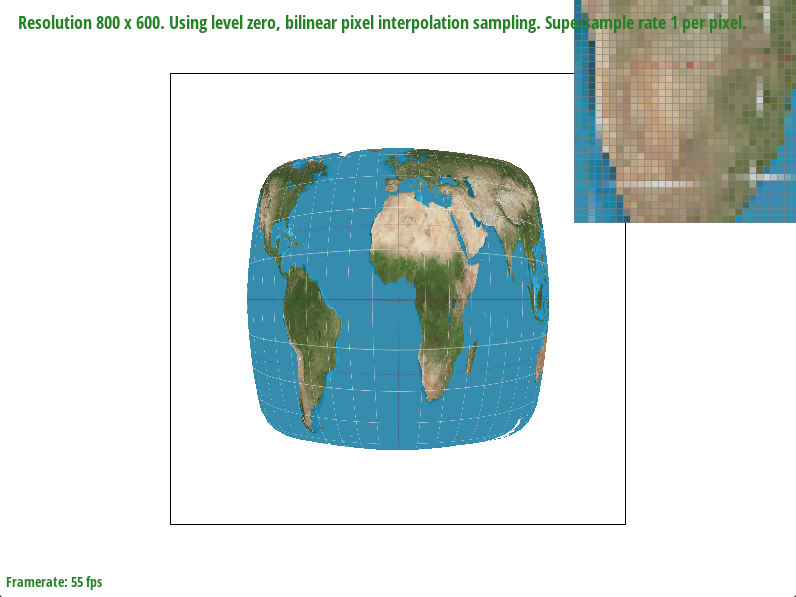 Resolution 800 x 600. Using level zero, bilinear pixel interpolation sampling. Supersample rate 1 per pixel.
Framerate: 55 fps